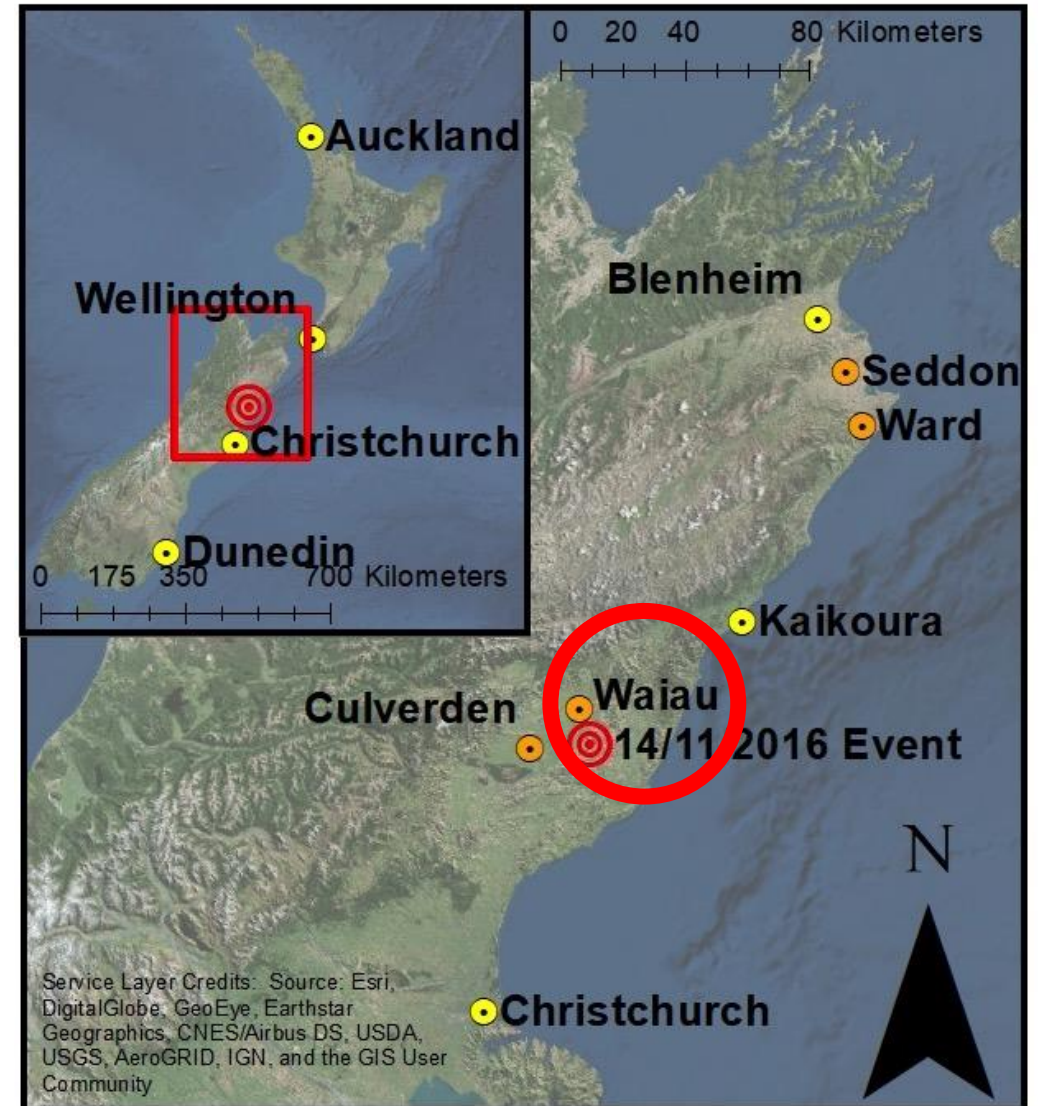 Auckland
Wellington
Christchurch
Dunedin
0 175 350 700 Kilometers
0 20 40 80 Kilometers
Blenheim
Seddon
Ward
Kaikoura
Waiau
Culverden
14/11/2016 Event
N
Christchurch
Service Layer Credits: Source: Esri,
DigitalGlobe, GeoEye, Earthstar
Geographics, CNES/Airbus DS, USDA,
USGS, AeroGRID, IGN, and the GIS User
Community